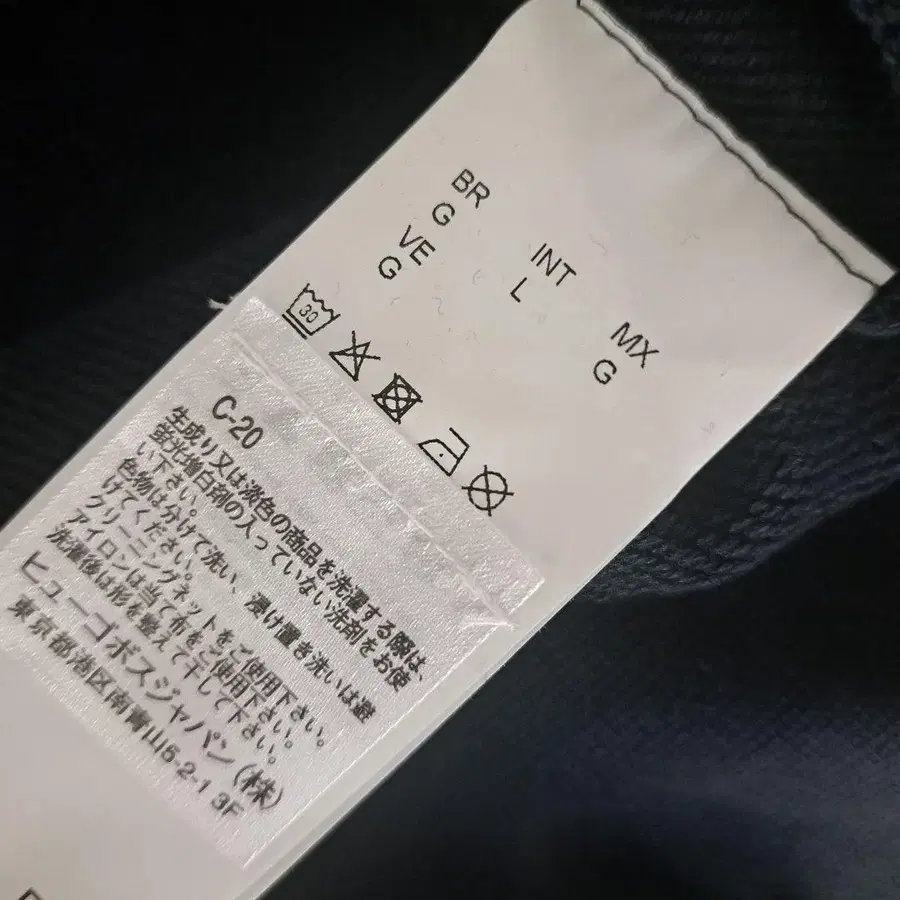 BR
G
VE
G
INT
L
MX
G
30
C-20
生成り又は淡色の商品を洗濯する際は、
蛍光増白剤の入っていない洗剤をお使
い下さい。
色物は分けて洗い、浸け置き洗いは避
けてください。
クリーニングネットをご使用下さい。
アイロンは当て布をご使用下さい。
洗濯後は形を整えて干して下さい。
ヒューゴボスジャパン(株)
東京都港区南青山5-2-1 3F